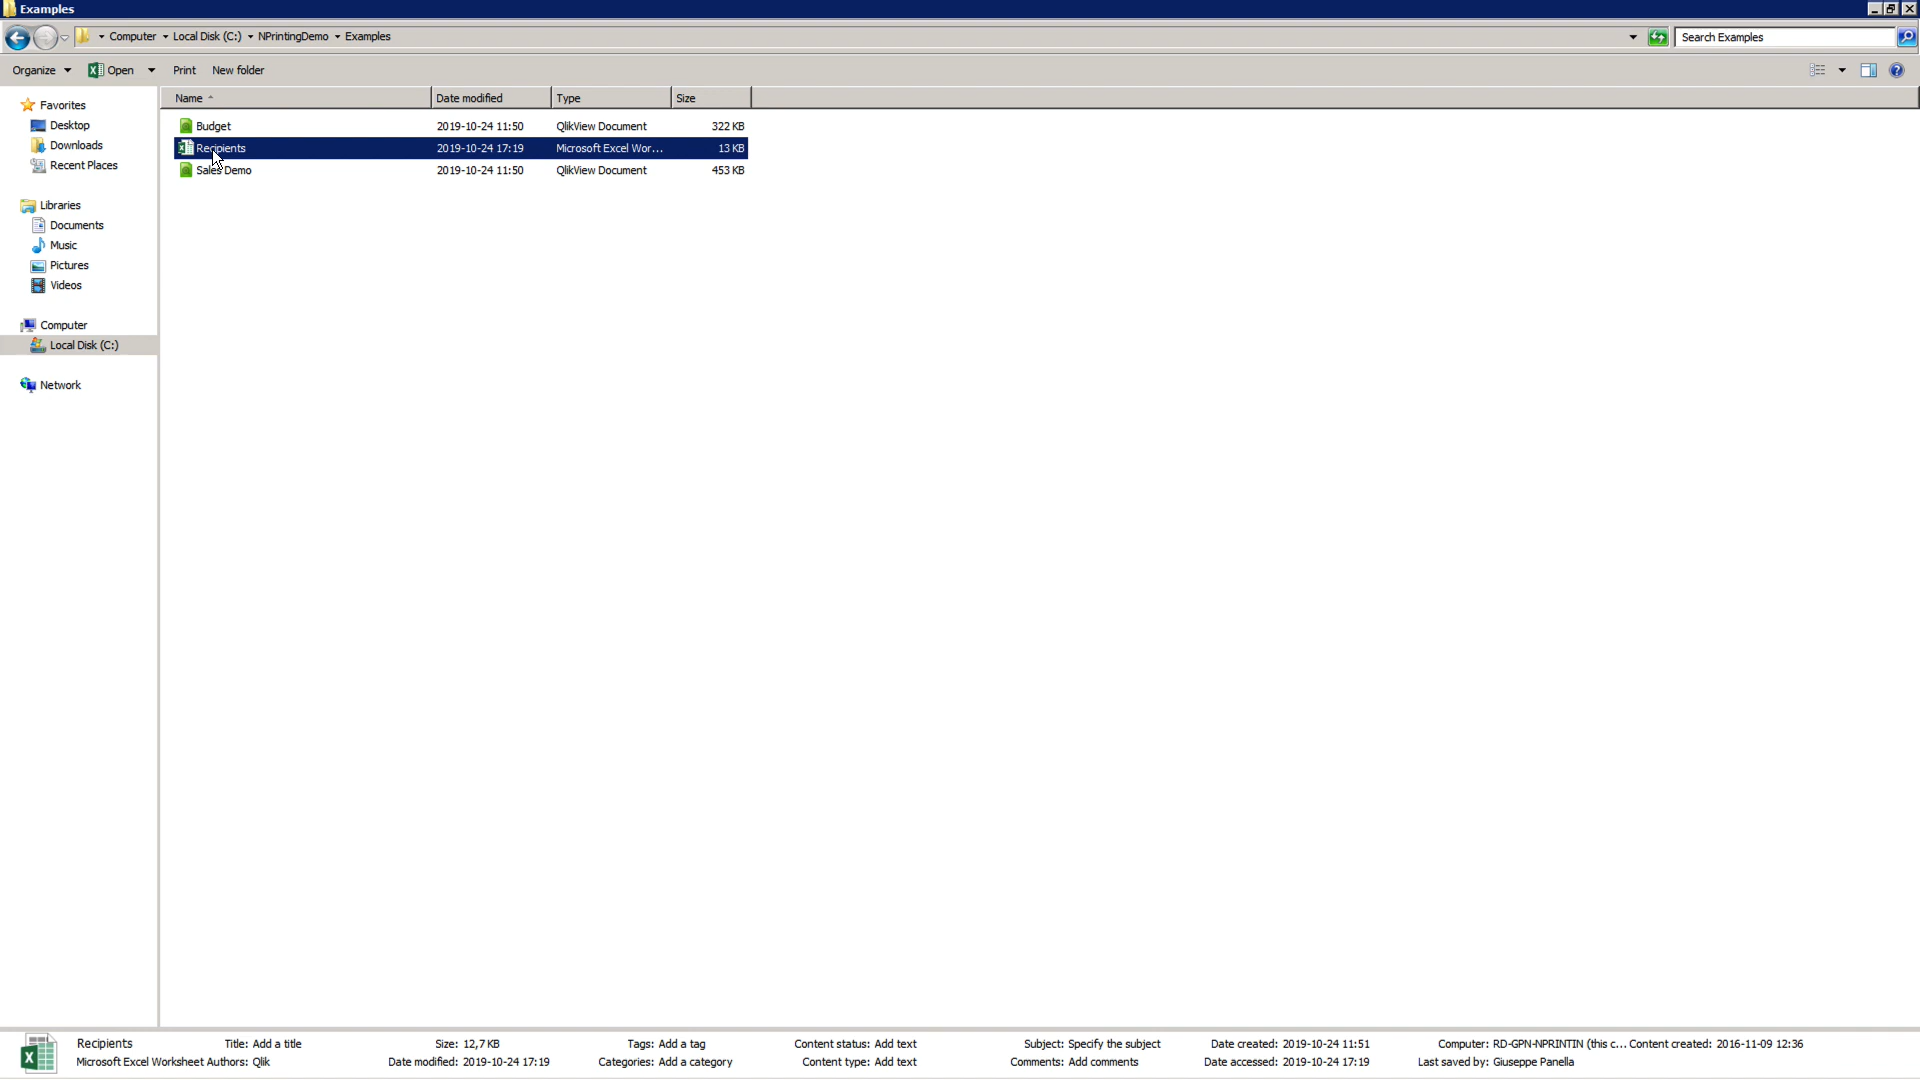 Examples
Computer Local Disk (C:) NPrintingDemo Examples
Search Examples
Organize Open Print New folder
Name Date modified Type Size
Favorites
Desktop
Downloads
Recent Places
Libraries
Documents
Music
Pictures
Videos
Computer
Local Disk (C:)
Network
Budget 2019-10-24 11:50 QlikView Document 322 KB
Recipients 2019-10-24 17:19 Microsoft Excel Wor... 13 KB
Sales Demo 2019-10-24 11:50 QlikView Document 453 KB
Recipients Title: Add a title Size: 12,7 KB Tags: Add a tag Content status: Add text Subject: Specify the subject Date created: 2019-10-24 11:51 Computer: RD-GPN-NPRINTIN (this c... Content created: 2016-11-09 12:36
Microsoft Excel Worksheet Authors: Qlik Date modified: 2019-10-24 17:19 Categories: Add a category Content type: Add text Comments: Add comments Date accessed: 2019-10-24 17:19 Last saved by: Giuseppe Panella